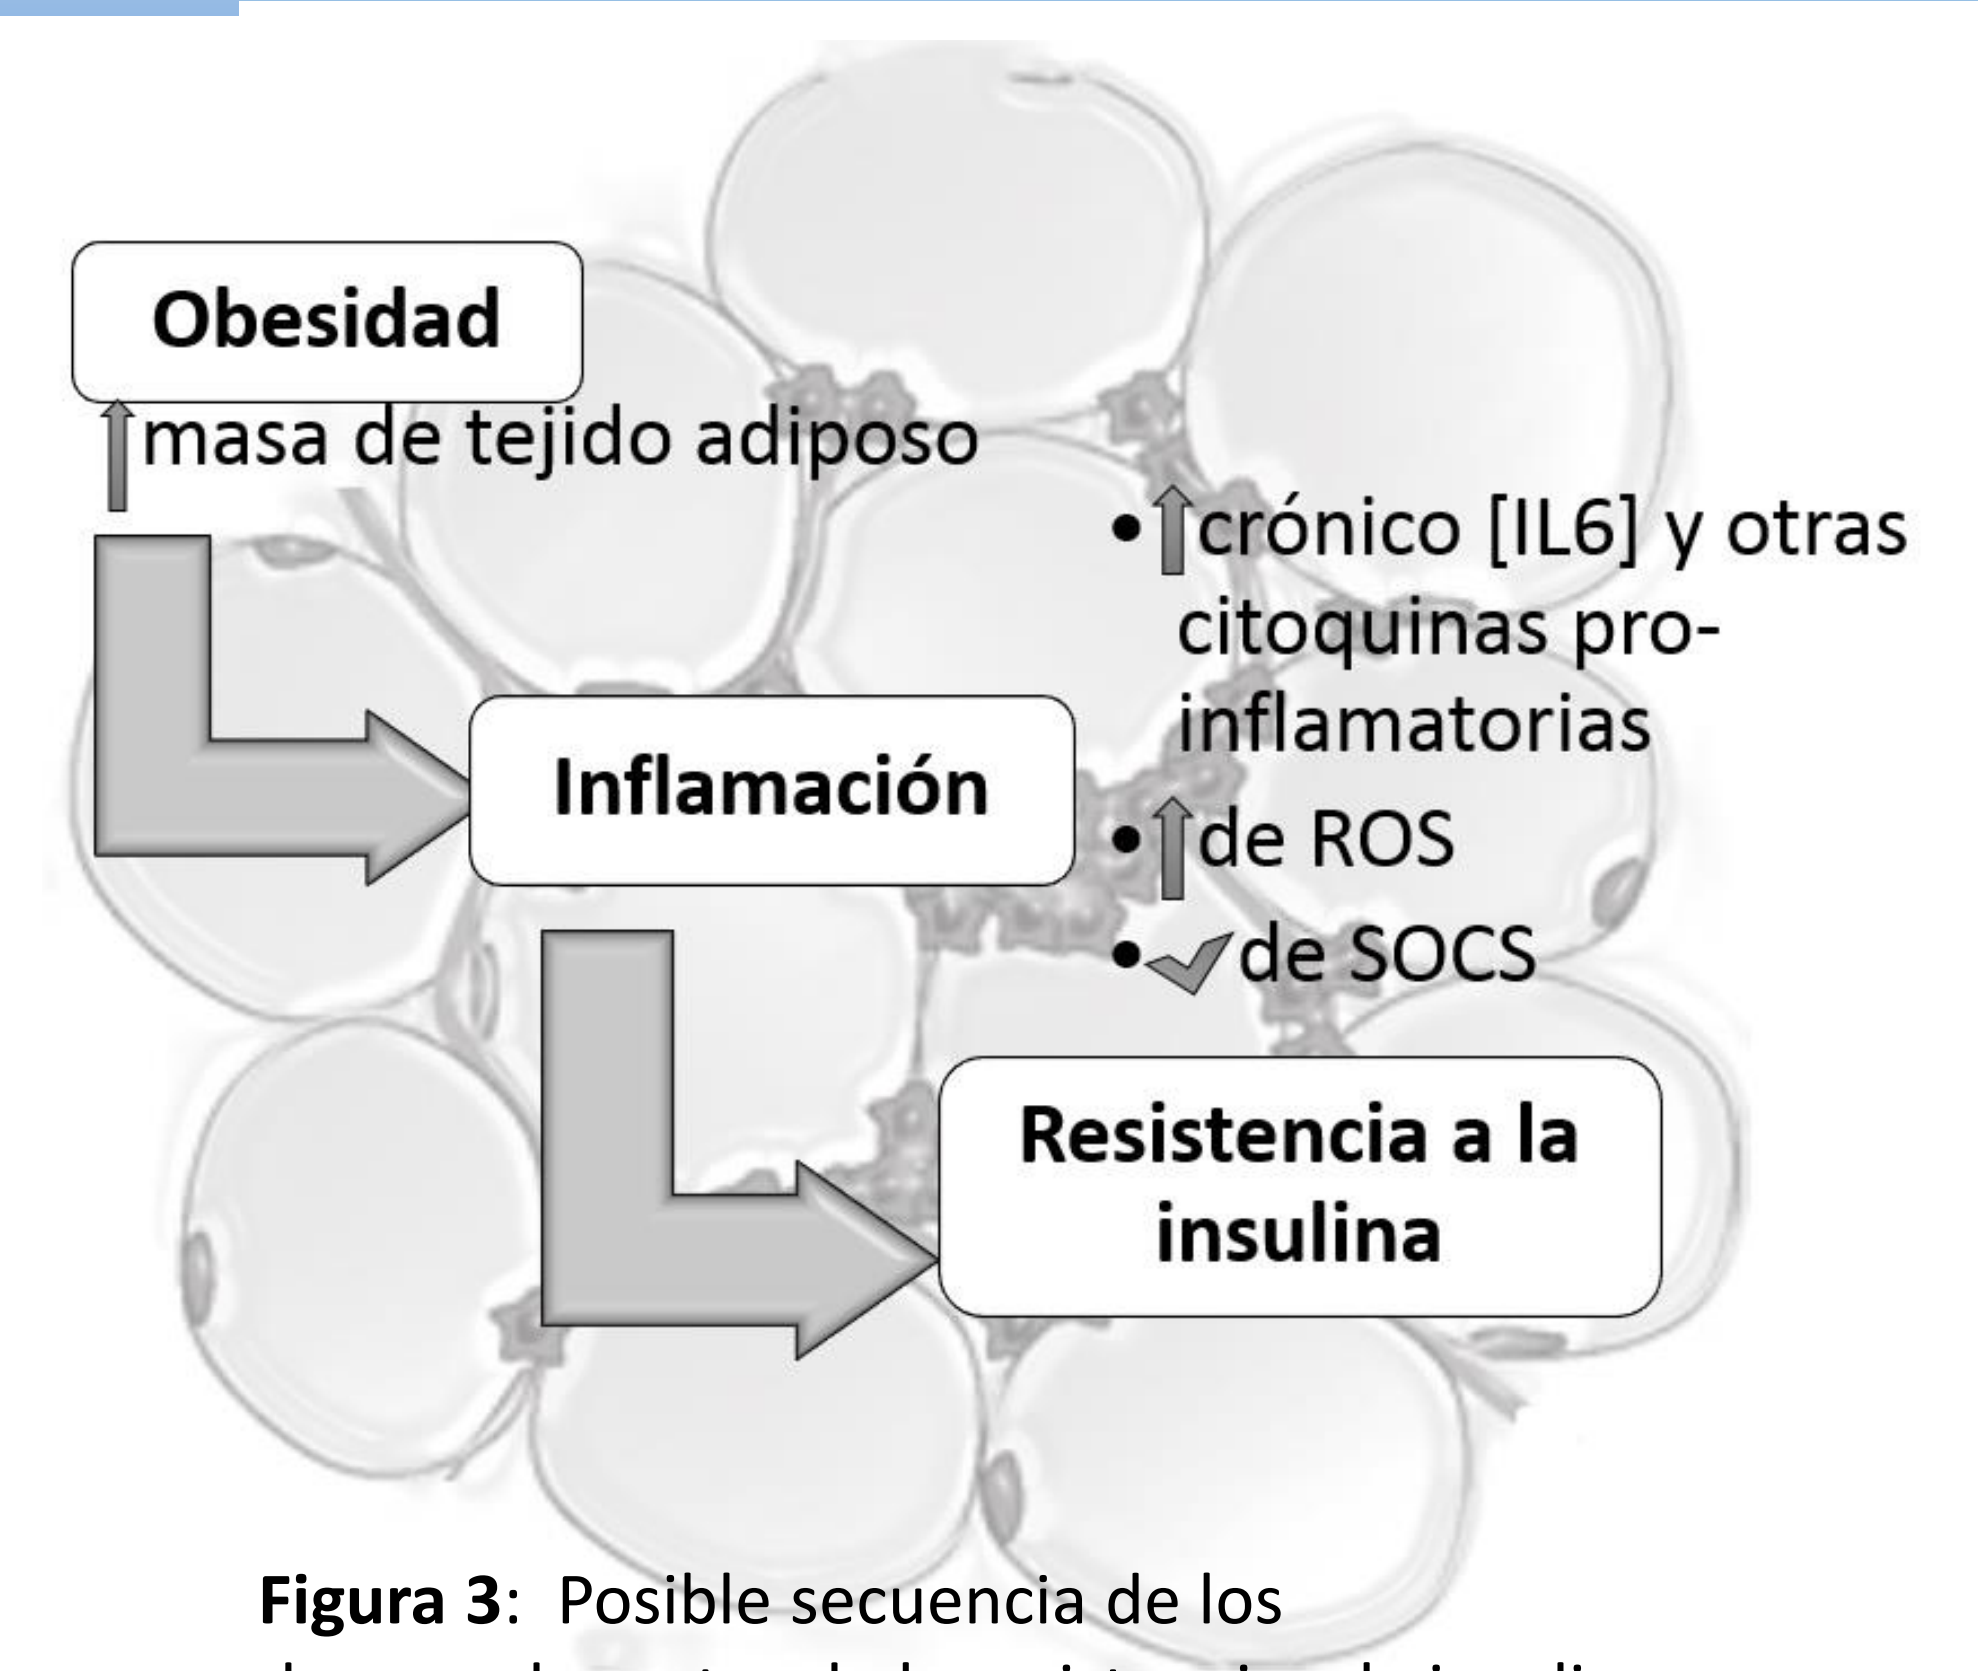 Obesidad
masa de tejido adiposo
• crónico [IL6] y otras
citoquinas pro-
inflamatorias
Inflamación
• de ROS
• de SOCS
Resistencia a la
insulina
Figura 3: Posible secuencia de los